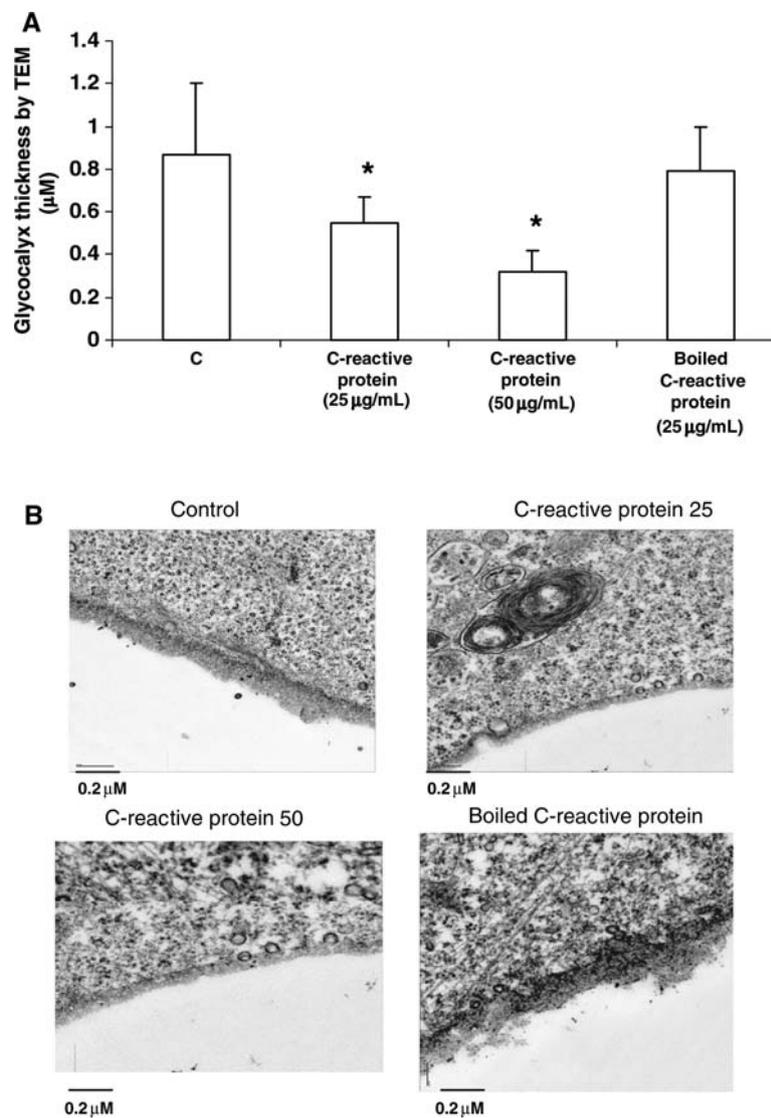 A
Glycocalyx thickness by TEM
(μM)
1.4
1.2
1
0.8
0.6
0.4
0.2
0
*
*
C
C-reactive
protein
(25 μg/mL)
C-reactive
protein
(50 μg/mL)
Boiled
C-reactive
protein
(25 μg/mL)
B
Control
C-reactive protein 25
0.2 μM
0.2 μM
C-reactive protein 50
Boiled C-reactive protein
0.2 μM
0.2 μM